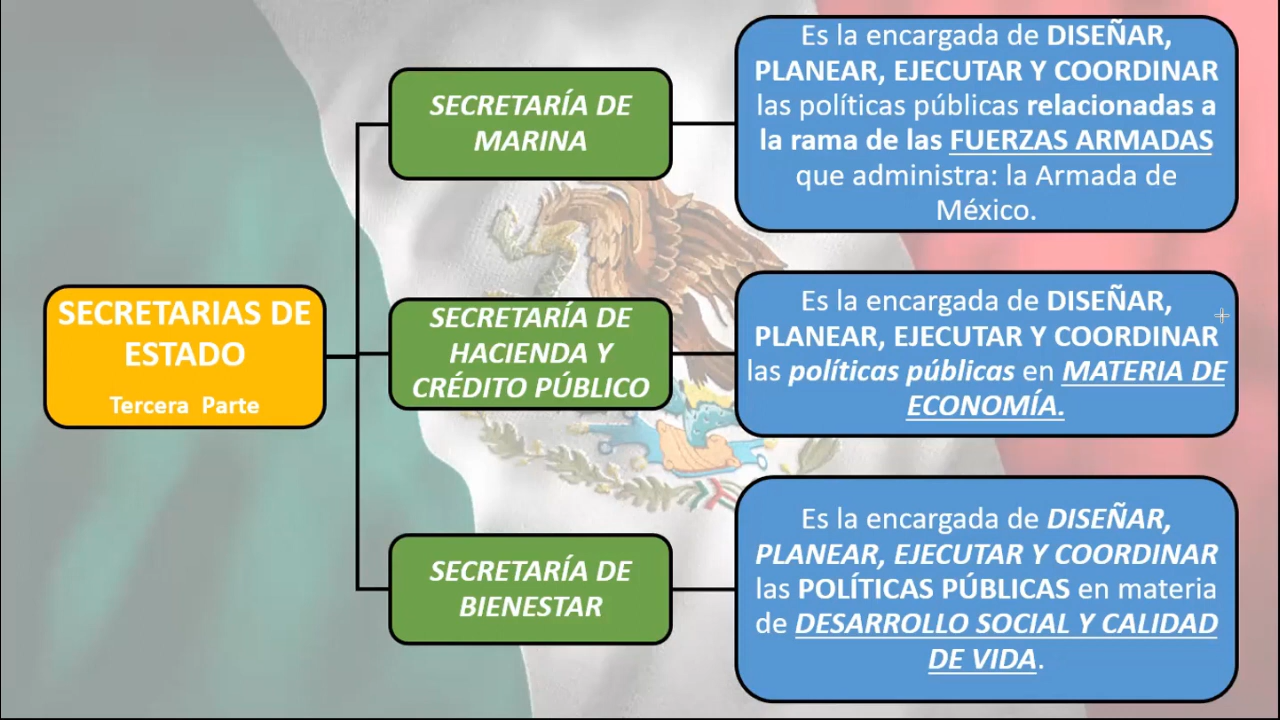 SECRETARIAS DE
ESTADO
Tercera Parte
SECRETARÍA DE
MARINA
Es la encargada de DISEÑAR,
PLANEAR, EJECUTAR Y COORDINAR
las políticas públicas relacionadas a
la rama de las FUERZAS ARMADAS
que administra: la Armada de
México.
SECRETARÍA DE
HACIENDA Y
CRÉDITO PÚBLICO
Es la encargada de DISEÑAR,
PLANEAR, EJECUTAR Y COORDINAR
las políticas públicas en MATERIA DE
ECONOMÍA.
SECRETARÍA DE
BIENESTAR
Es la encargada de DISEÑAR,
PLANEAR, EJECUTAR Y COORDINAR
las POLÍTICAS PÚBLICAS en materia
de DESARROLLO SOCIAL Y CALIDAD
DE VIDA.